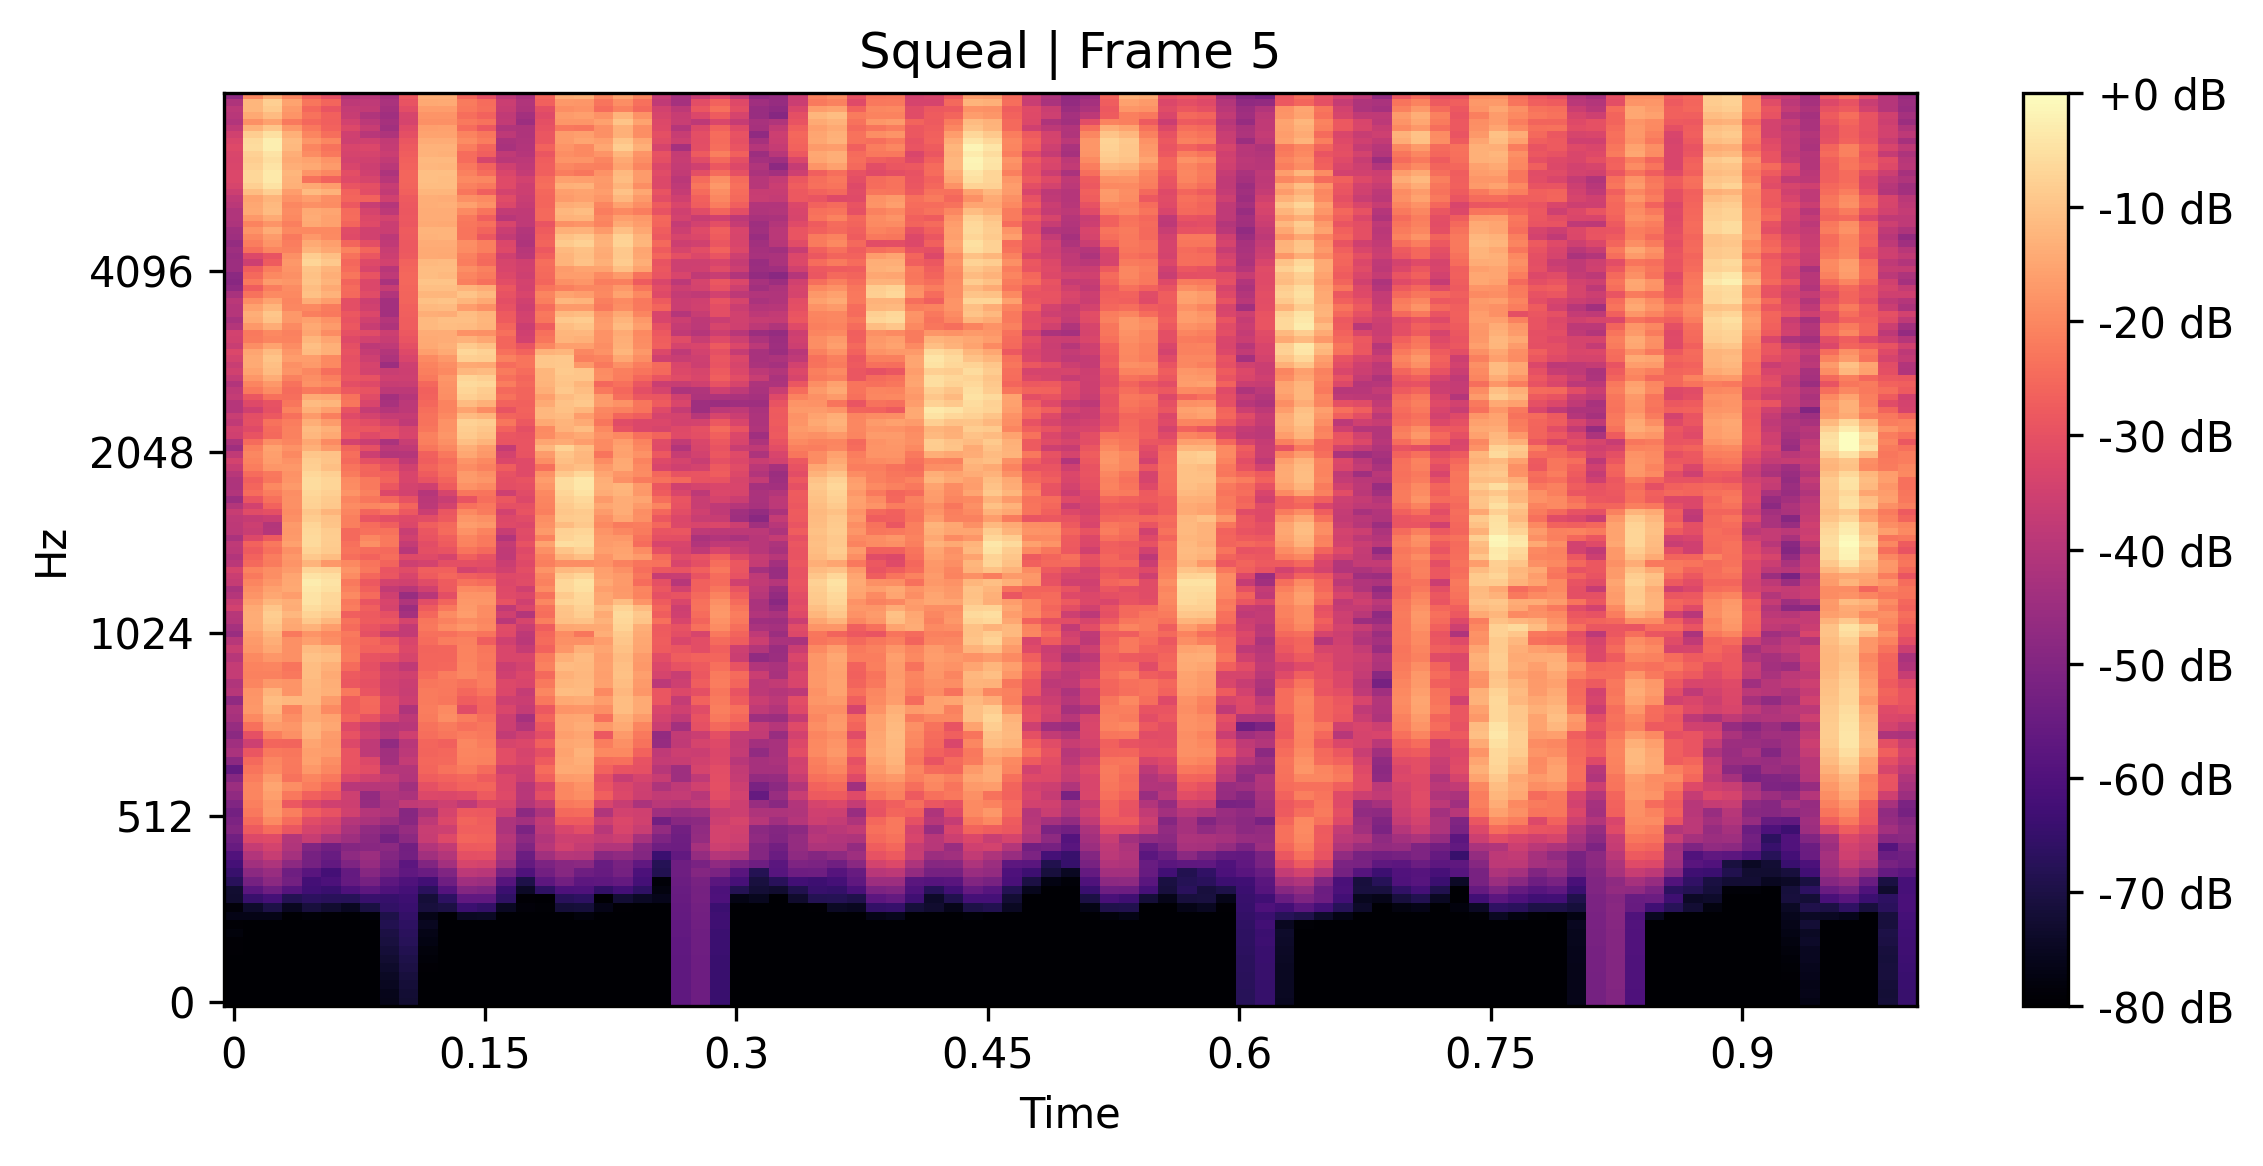 Squeal | Frame 5
+0 dB
-10 dB
-20 dB
-30 dB
-40 dB
-50 dB
-60 dB
-70 dB
-80 dB
Hz
4096
2048
1024
512
0
0 0.15 0.3 0.45 0.6 0.75 0.9
Time